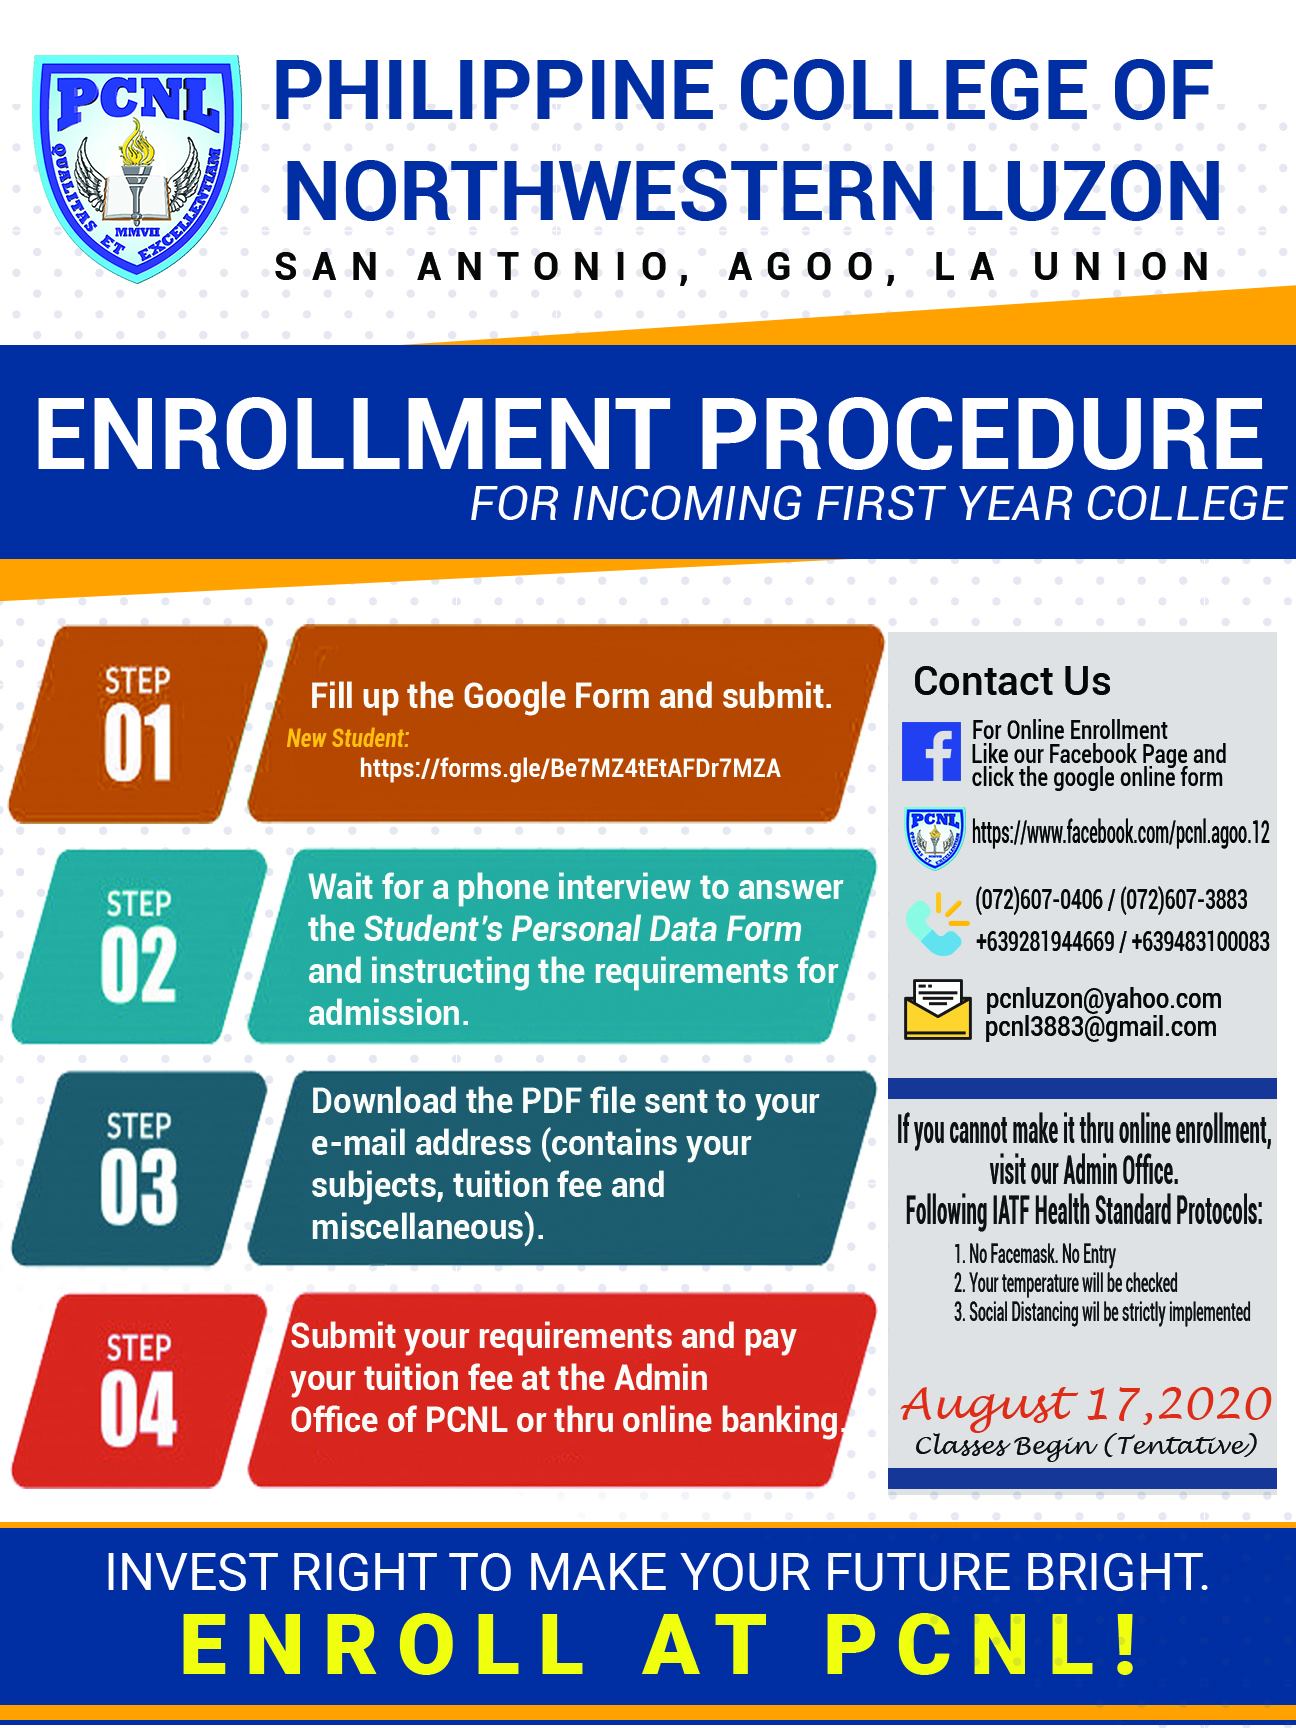 PCNL
QUALITAS ET EXCELLENTIAM
MMVII
PHILIPPINE COLLEGE OF
NORTHWESTERN LUZON
SAN ANTONIO, AGOO, LA UNION
ENROLLMENT PROCEDURE
FOR INCOMING FIRST YEAR COLLEGE
STEP
01
Fill up the Google Form and submit.
New Student:
https://forms.gle/Be7MZ4tEtAFDr7MZA
STEP
02
Wait for a phone interview to answer
the Student's Personal Data Form
and instructing the requirements for
admission.
STEP
03
Download the PDF file sent to your
e-mail address (contains your
subjects, tuition fee and
miscellaneous).
STEP
04
Submit your requirements and pay
your tuition fee at the Admin
Office of PCNL or thru online banking.
Contact Us
For Online Enrollment
Like our Facebook Page and
click the google online form
PCNL
https://www.facebook.com/pcnl.agoo.12
(072)607-0406 / (072)607-3883
+639281944669 / +639483100083
pcnluzon@yahoo.com
pcnl3883@gmail.com
If you cannot make it thru online enrollment,
visit our Admin Office.
Following IATF Health Standard Protocols:
1. No Facemask. No Entry
2. Your temperature will be checked
3. Social Distancing wil be strictly implemented
August 17,2020
Classes Begin (Tentative)
INVEST RIGHT TO MAKE YOUR FUTURE BRIGHT.
ENROLL AT PCNL!